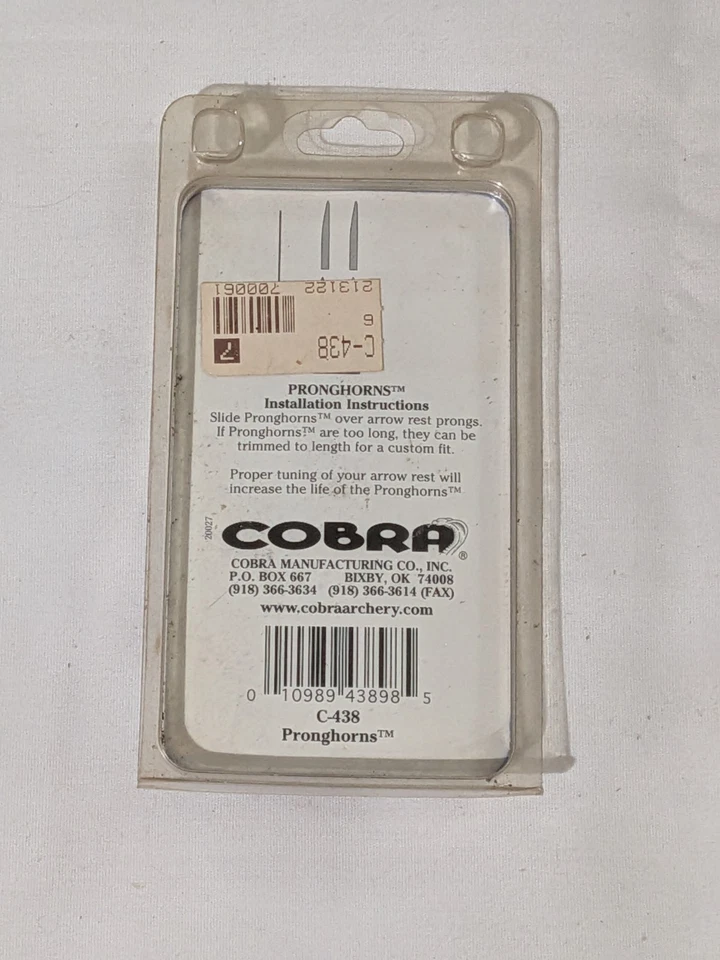 213122 700061
6
C-438
PRONGHORNS™
Installation Instructions
Slide Pronghorns™ over arrow rest prongs.
If Pronghorns™ are too long, they can be
trimmed to length for a custom fit.
Proper tuning of your arrow rest will
increase the life of the Pronghorns™
20027
COBRA®
COBRA MANUFACTURING CO., INC.
P.O. BOX 667 BIXBY, OK 74008
(918) 366-3634 (918) 366-3614 (FAX)
www.cobraarchery.com
0 10989 43898 5
C-438
Pronghorns™